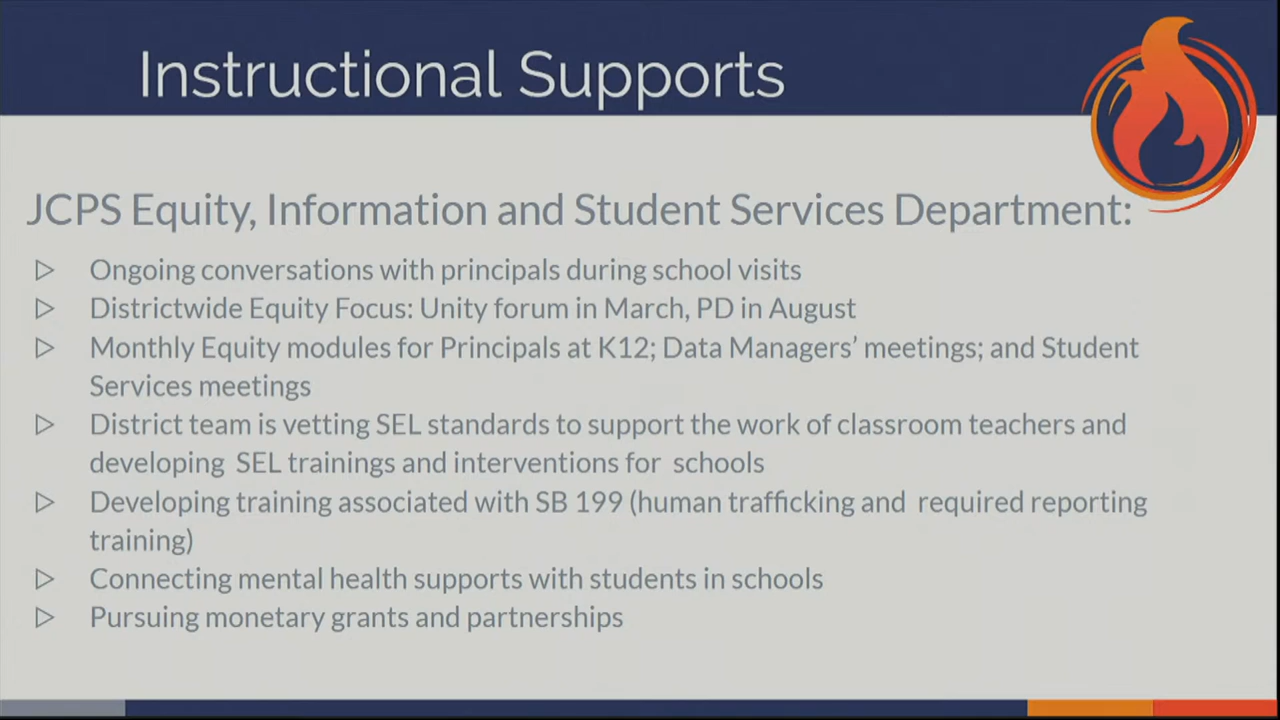 Instructional Supports
JCPS Equity, Information and Student Services Department:
Ongoing conversations with principals during school visits
Districtwide Equity Focus: Unity forum in March, PD in August
Monthly Equity modules for Principals at K12; Data Managers’ meetings; and Student
Services meetings
District team is vetting SEL standards to support the work of classroom teachers and
developing SEL trainings and interventions for schools
Developing training associated with SB 199 (human trafficking and required reporting
training)
Connecting mental health supports with students in schools
Pursuing monetary grants and partnerships